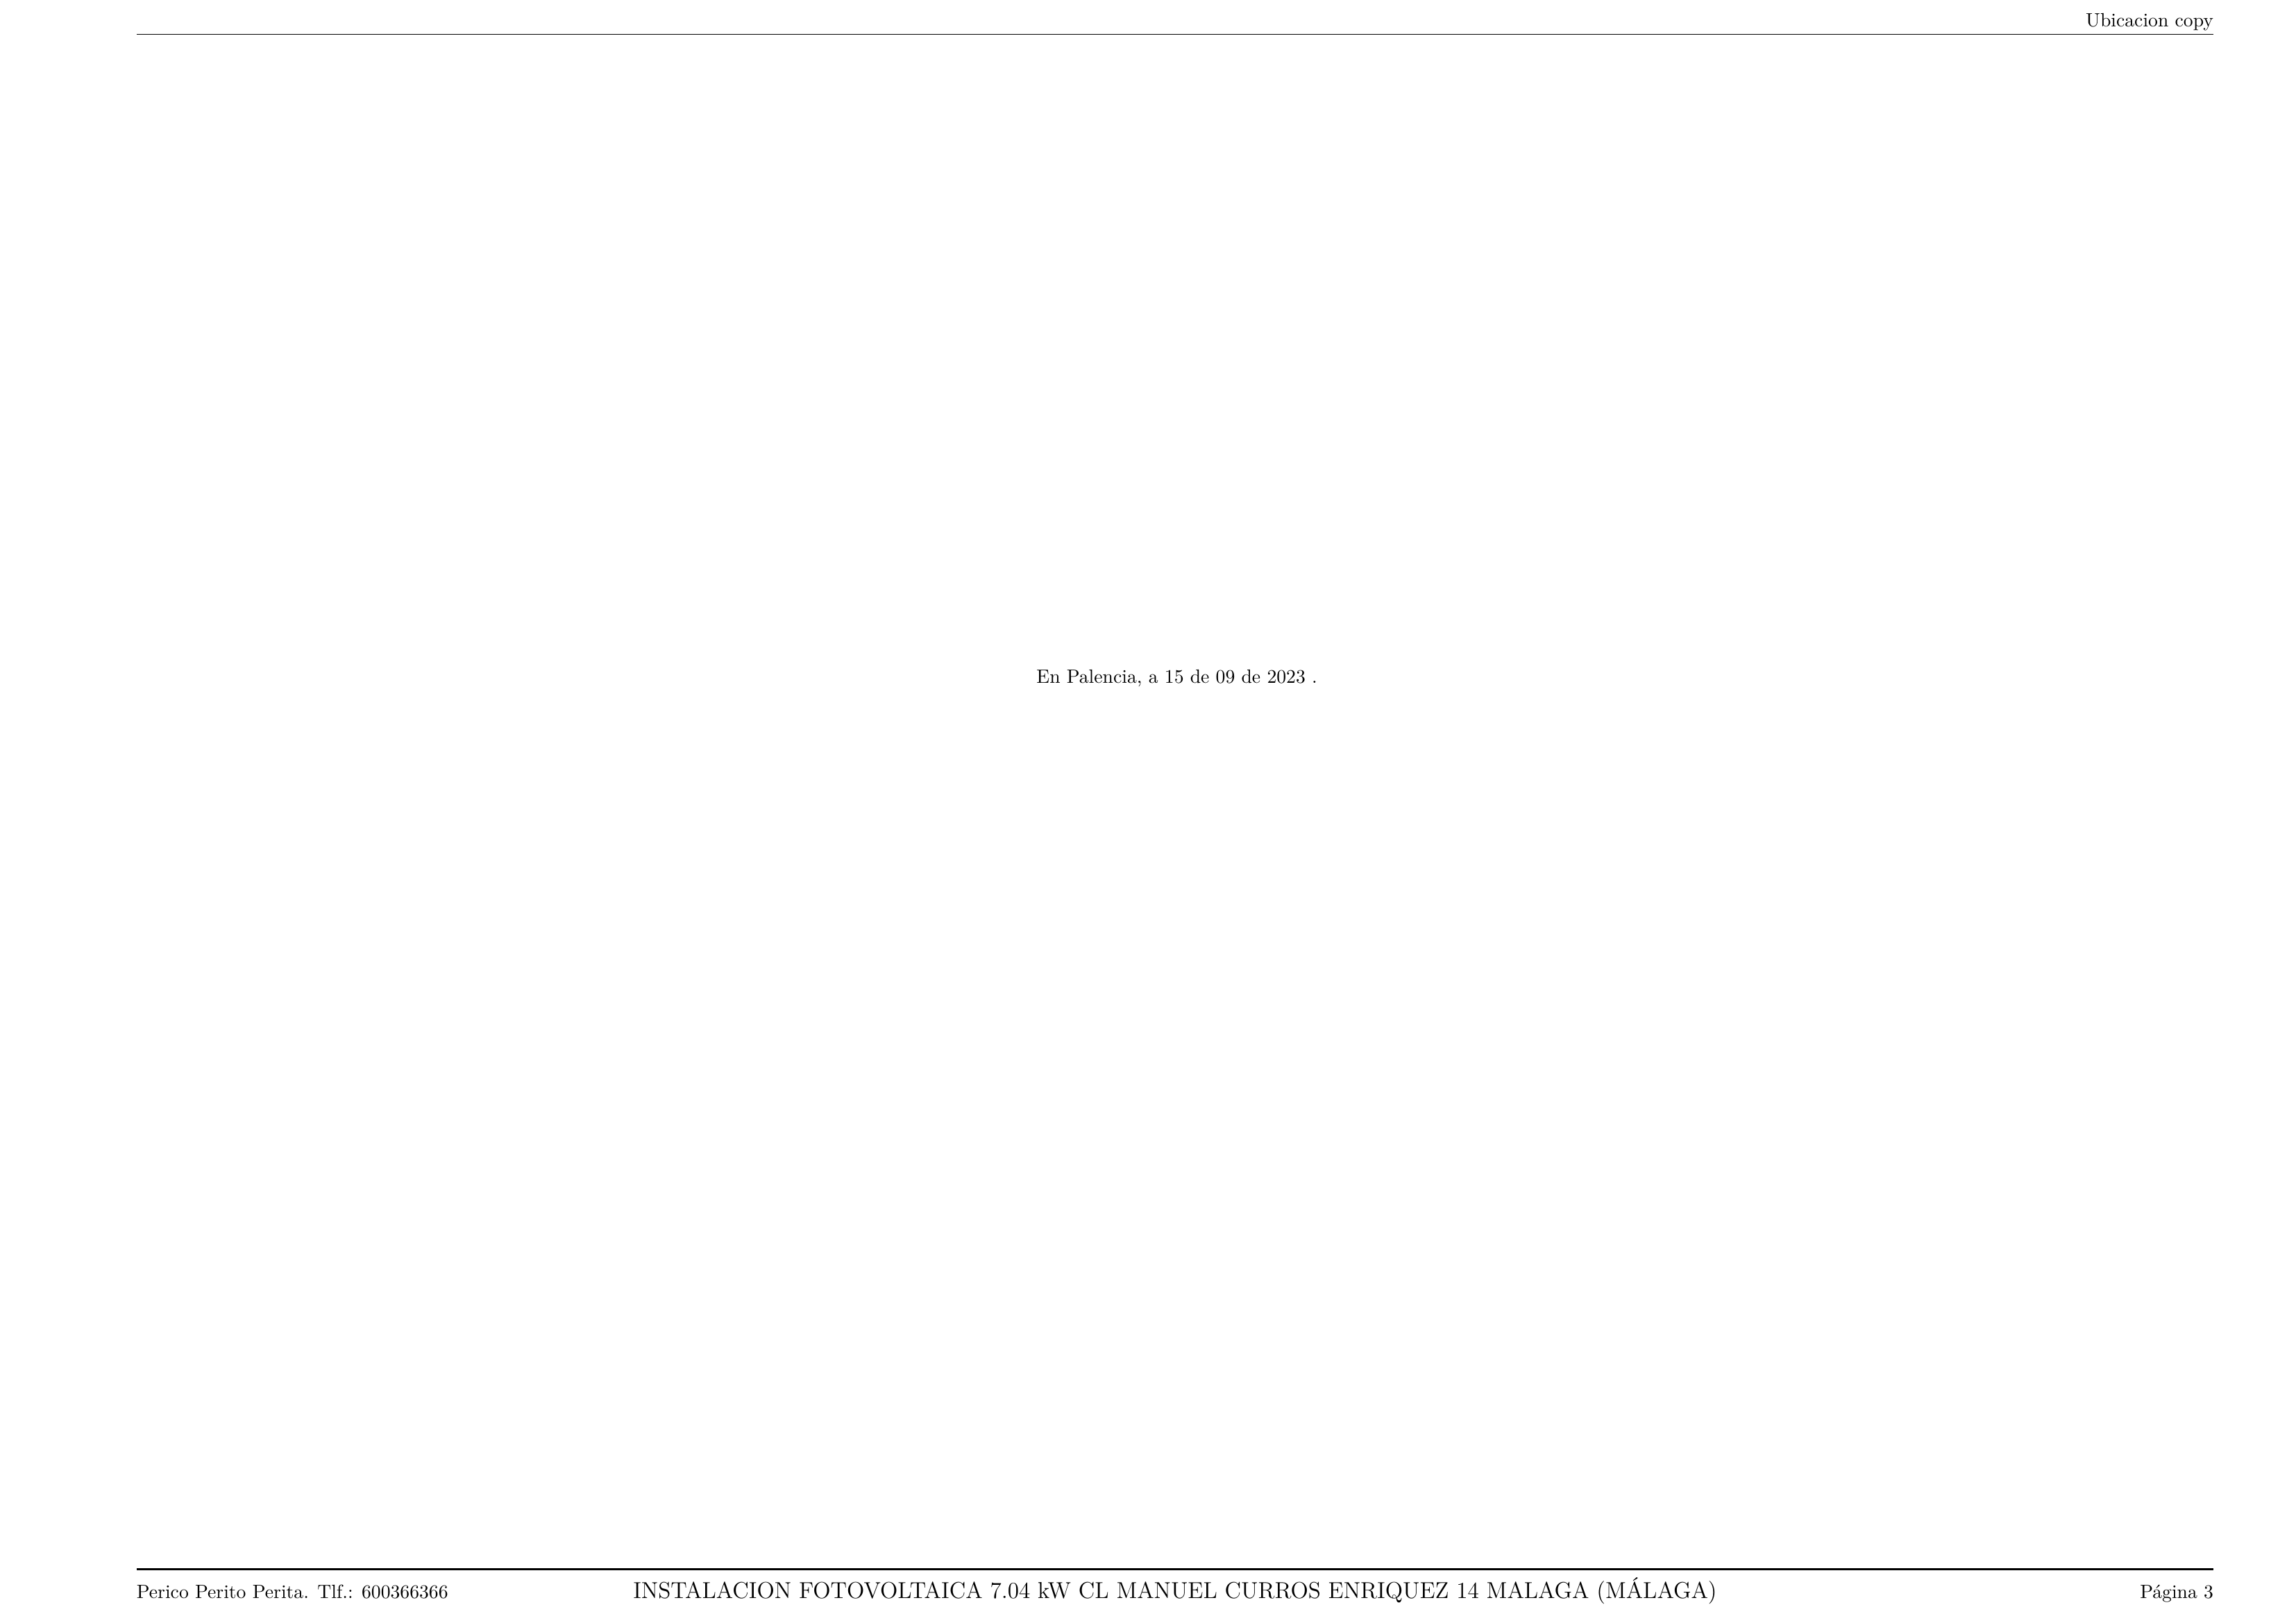 Ubicacion copy
En Palencia, a 15 de 09 de 2023 .
Perico Perito Perita. Tlf.: 600366366 INSTALACION FOTOVOLTAICA 7.04 kW CL MANUEL CURROS ENRIQUEZ 14 MALAGA (MÁLAGA) Página 3